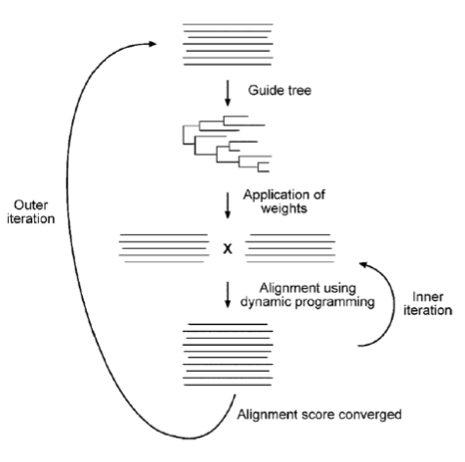 Guide tree
Application of
weights
Outer
iteration
X
Alignment using
dynamic programming
Inner
iteration
Alignment score converged